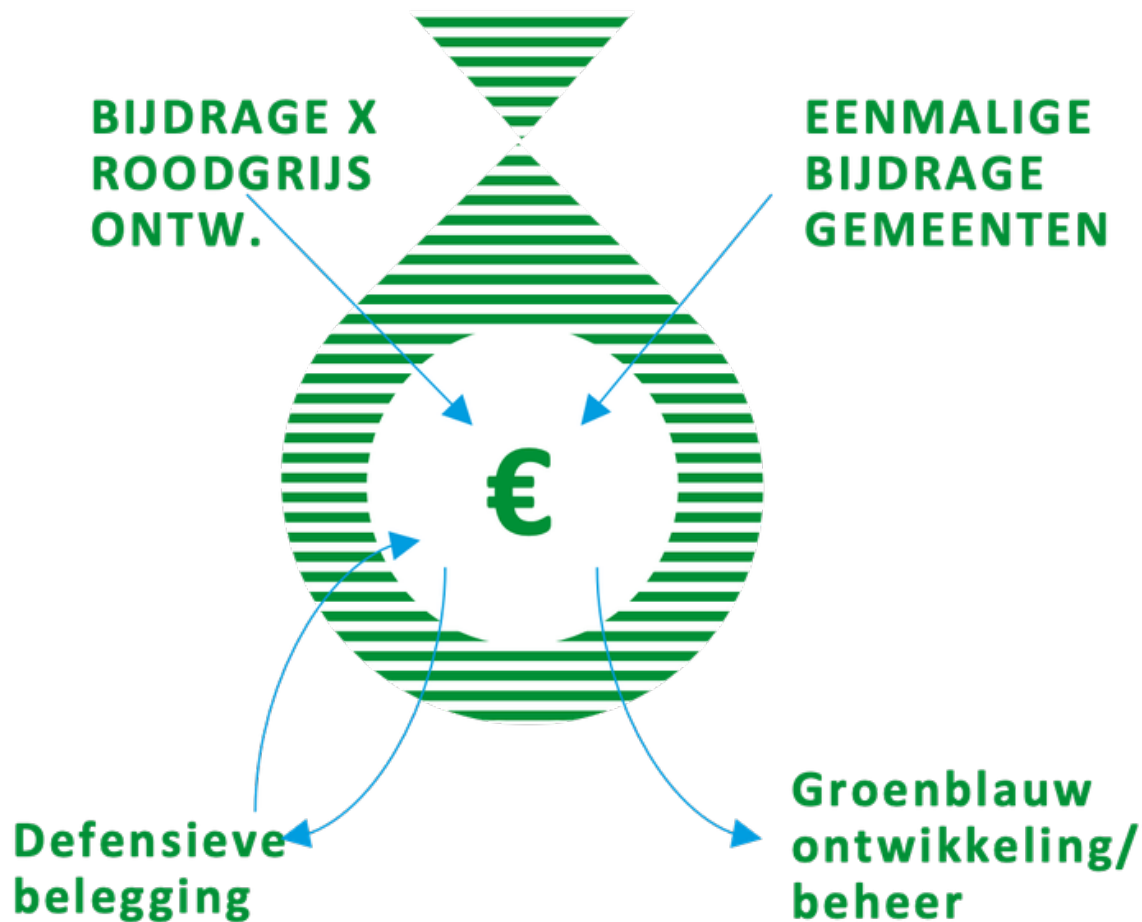 BIJDRAGE X
ROODGRIJS
ONTW.
EENMALIGE
BIJDRAGE
GEMEENTEN
€
Defensieve
belegging
Groenblauw
ontwikkeling/
beheer